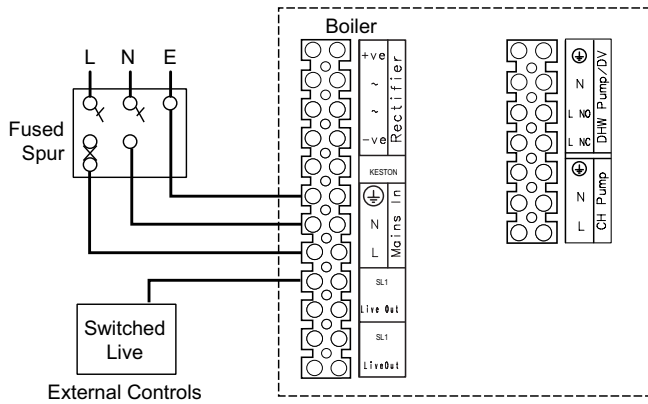 Boiler
L N E
Fused
Spur
+ve
~
~
-ve
Rectifier
KESTON
N
L
Mains In
SL1
Live Out
SL1
LiveOut
N
L NO
L NC
DHW Pump/DV
N
L
CH Pump
Switched
Live
External Controls